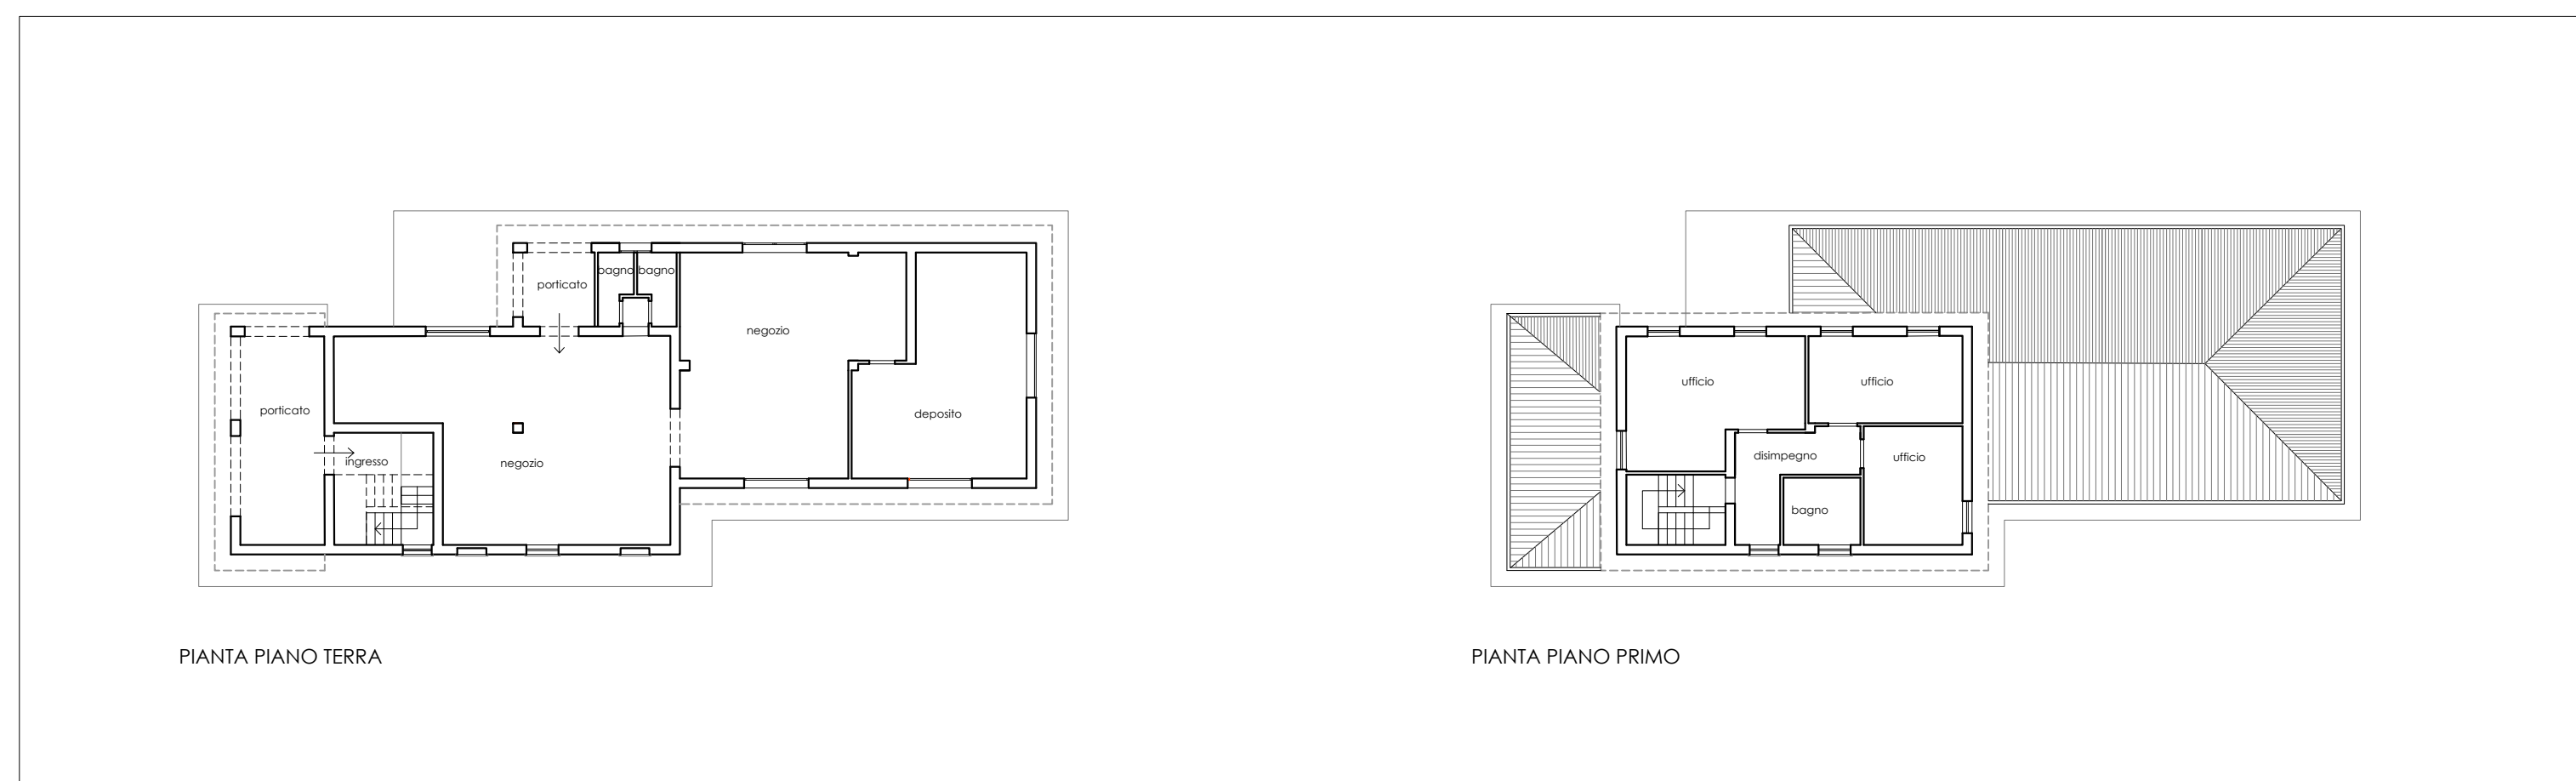 bagno bagno
porticato
negozio
porticato
deposito
ingresso
negozio
PIANTA PIANO TERRA
ufficio
ufficio
disimpegno
ufficio
bagno
PIANTA PIANO PRIMO